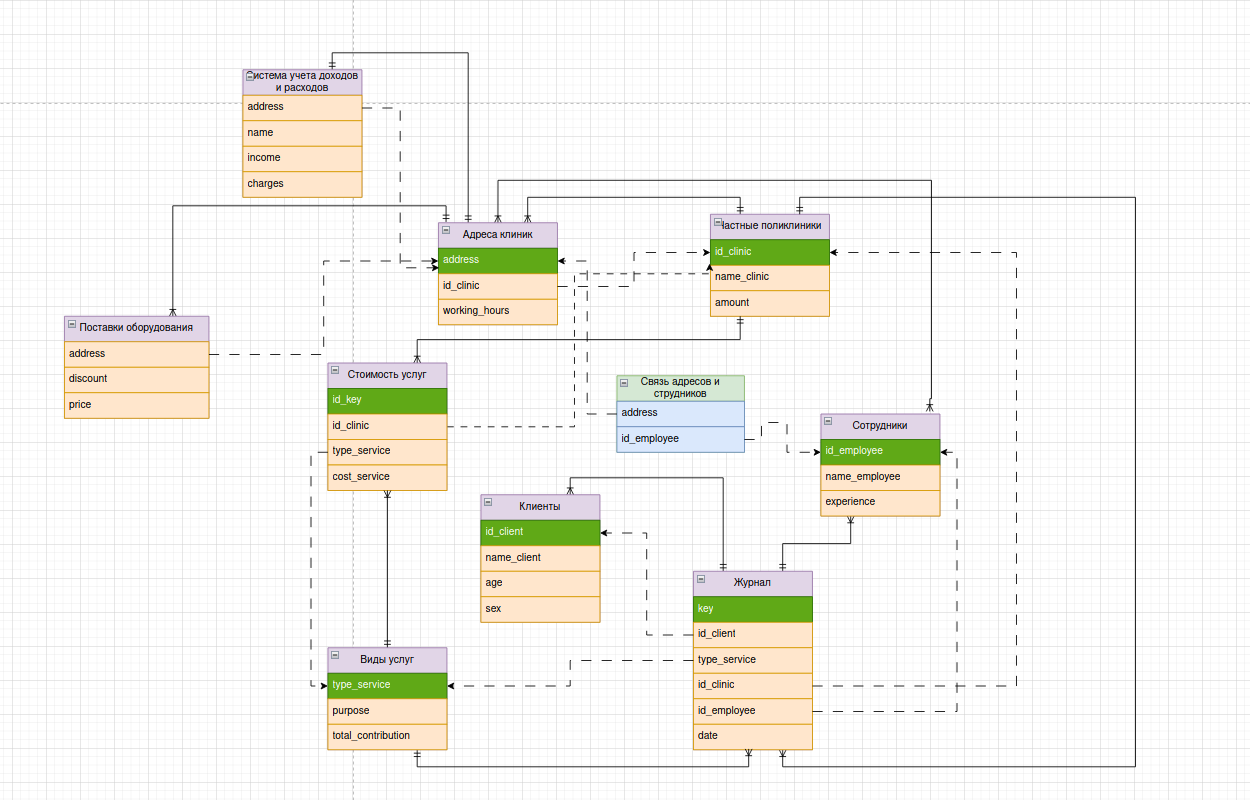 Система учета доходов
и расходов
address
name
income
charges
Адреса клиник
address
id_clinic
working_hours
Частные поликлиники
id_clinic
name_clinic
amount
Поставки оборудования
address
discount
price
Стоимость услуг
id_key
id_clinic
type_service
cost_service
Связь адресов и
струдников
address
id_employee
Сотрудники
id_employee
name_employee
experience
Клиенты
id_client
name_client
age
sex
Журнал
key
id_client
type_service
id_clinic
id_employee
date
Виды услуг
type_service
purpose
total_contribution